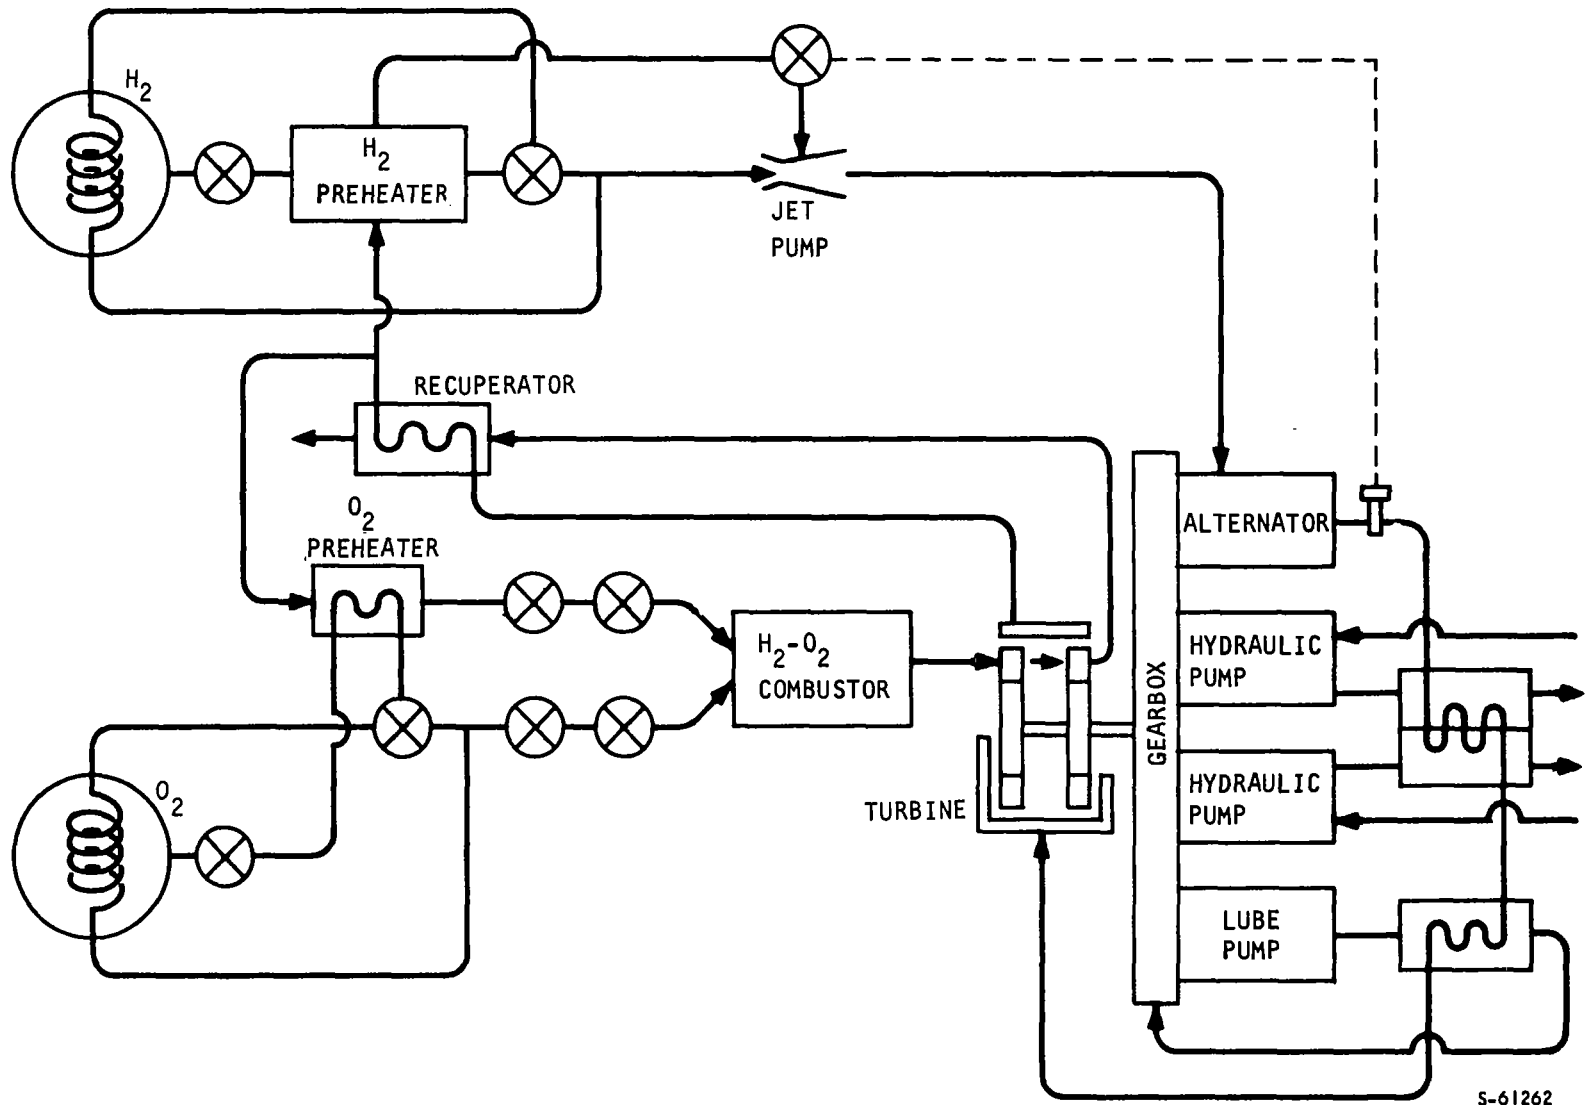 H2
H2
PREHEATER
JET
PUMP
RECUPERATOR
O2
PREHEATER
ALTERNATOR
H2-O2
COMBUSTOR
GEARBOX
HYDRAULIC
PUMP
O2
TURBINE
HYDRAULIC
PUMP
LUBE
PUMP
S-61262